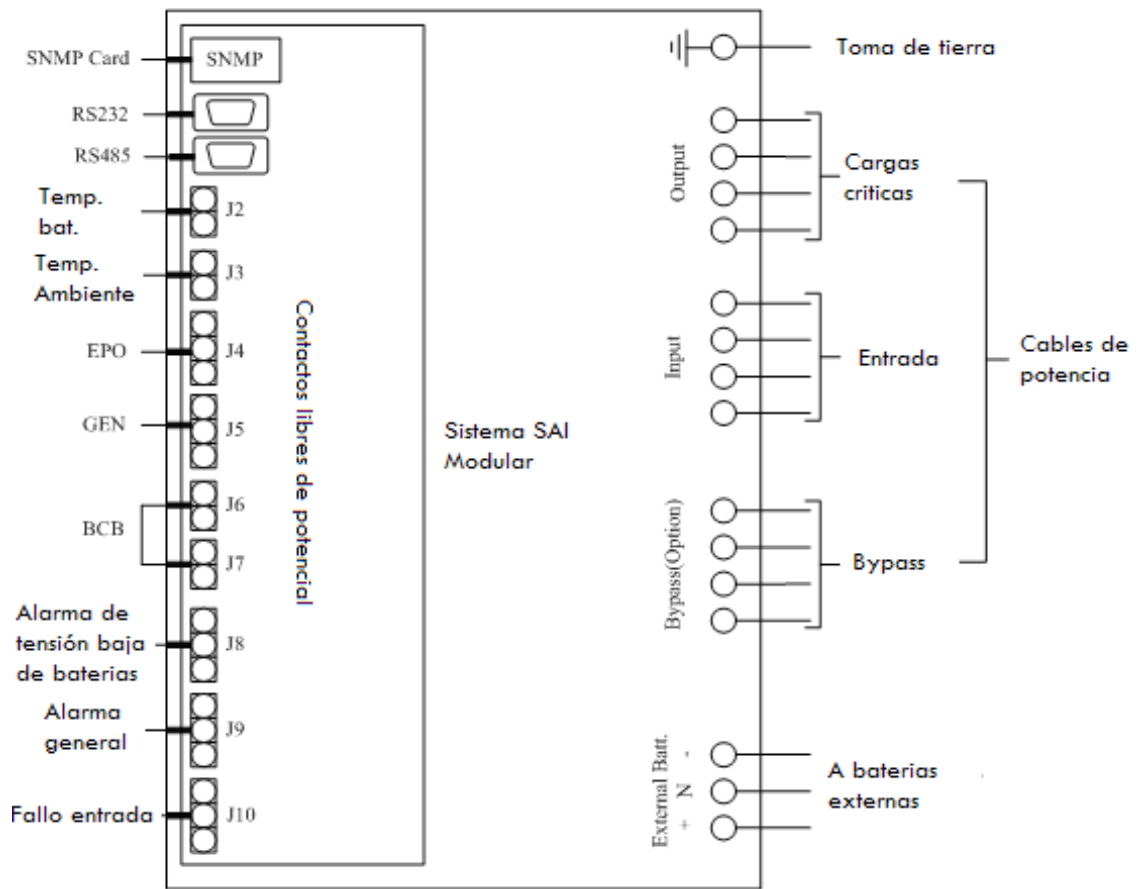 SNMP Card
SNMP
RS232
RS485
Temp.
bat.
J2
Temp.
Ambiente
J3
EPO
J4
GEN
J5
BCB
J6
J7
Alarma de
tensión baja
de baterias
J8
Alarma
general
J9
Fallo entrada
J10
Contactos libres de potencial
Sistema SAI
Modular
Toma de tierra
Output
Cargas
criticas
Input
Entrada
Cables de
potencia
Bypass(Option)
Bypass
External Batt.
+ N -
A baterias
externas